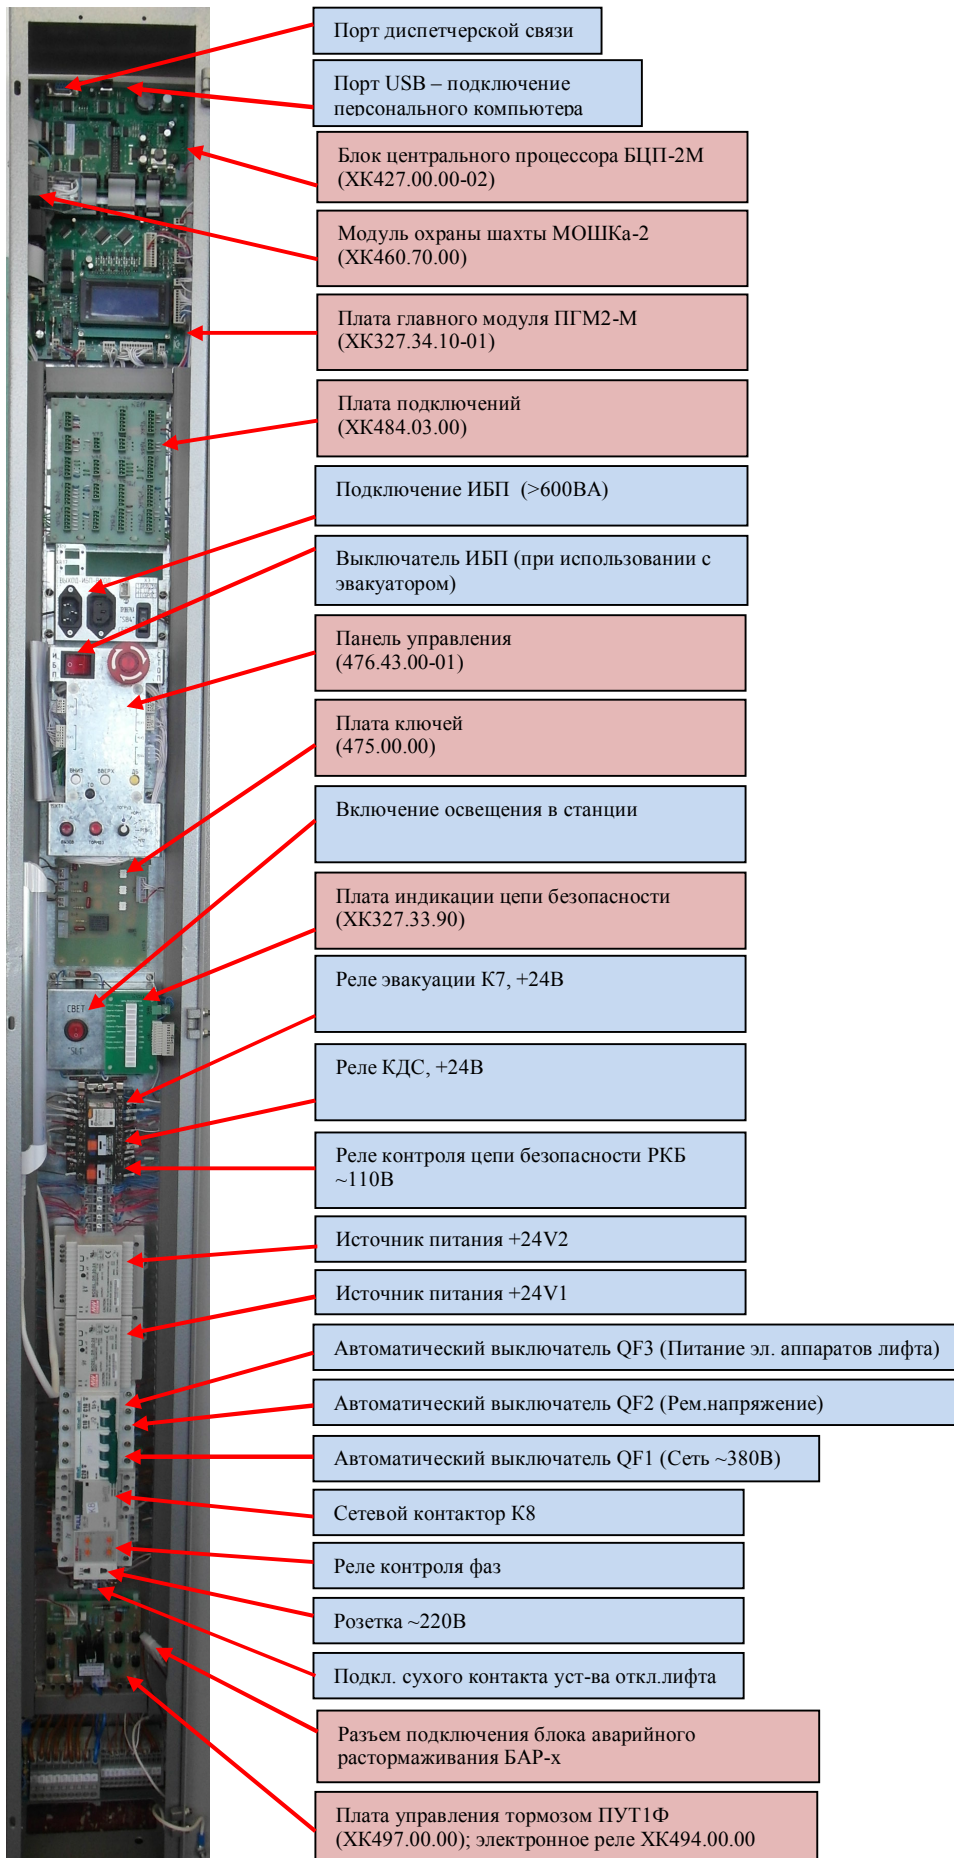 Порт диспетчерской связи
Порт USB – подключение
персонального компьютера
Блок центрального процессора БЦП-2М
(ХК427.00.00-02)
Модуль охраны шахты МОШКа-2
(ХК460.70.00)
Плата главного модуля ПГМ2-М
(ХК327.34.10-01)
Плата подключений
(ХК484.03.00)
Подключение ИБП (>600ВА)
Выключатель ИБП (при использовании с
эвакуатором)
Панель управления
(476.43.00-01)
Плата ключей
(475.00.00)
Включение освещения в станции
Плата индикации цепи безопасности
(ХК327.33.90)
Реле эвакуации К7, +24В
Реле КДС, +24В
Реле контроля цепи безопасности РКБ
~110В
Источник питания +24V2
Источник питания +24V1
Автоматический выключатель QF3 (Питание эл. аппаратов лифта)
Автоматический выключатель QF2 (Рем.напряжение)
Автоматический выключатель QF1 (Сеть ~380В)
Сетевой контактор К8
Реле контроля фаз
Розетка ~220В
Подкл. сухого контакта уст-ва откл.лифта
Разъем подключения блока аварийного
растормаживания БАР-х
Плата управления тормозом ПУТ1Ф
(ХК497.00.00); электронное реле ХК494.00.00
ИБП
СТОП
ВНИЗ ВВЕРХ ДБ
СВЕТ
"SL1"